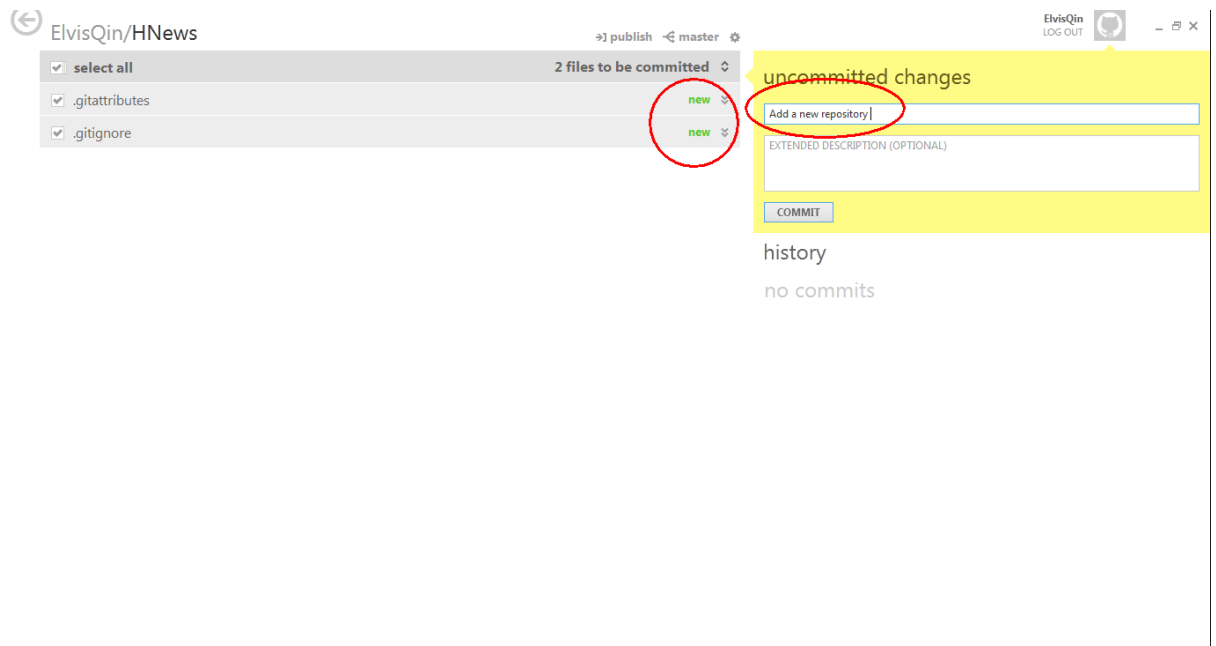 ElvisQin/HNews
publish master
ElvisQin
LOG OUT
select all 2 files to be committed
.gitattributes new
.gitignore new
uncommitted changes
Add a new repository
EXTENDED DESCRIPTION (OPTIONAL)
COMMIT
history
no commits